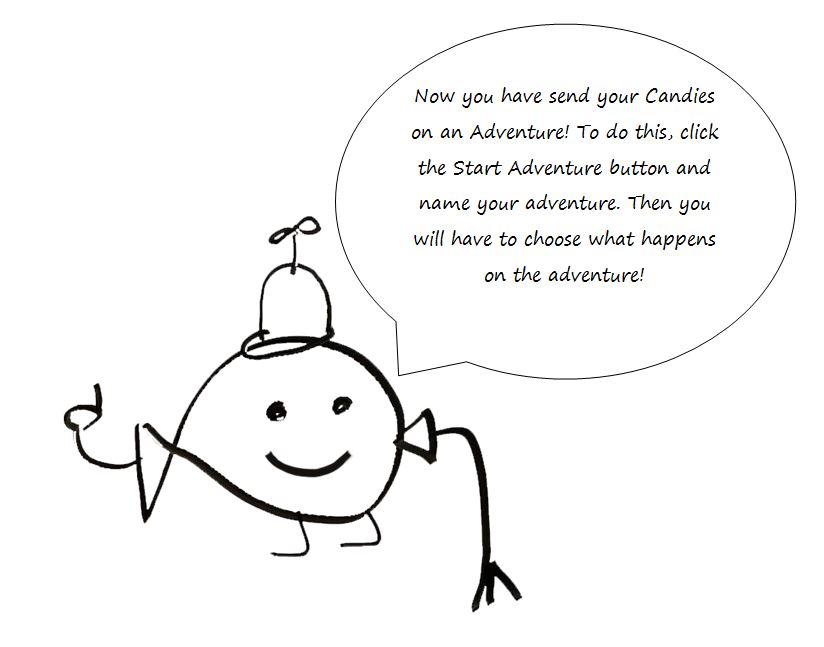 Now you have send your Candies
on an Adventure! To do this, click
the Start Adventure button and
name your adventure. Then you
will have to choose what happens
on the adventure!